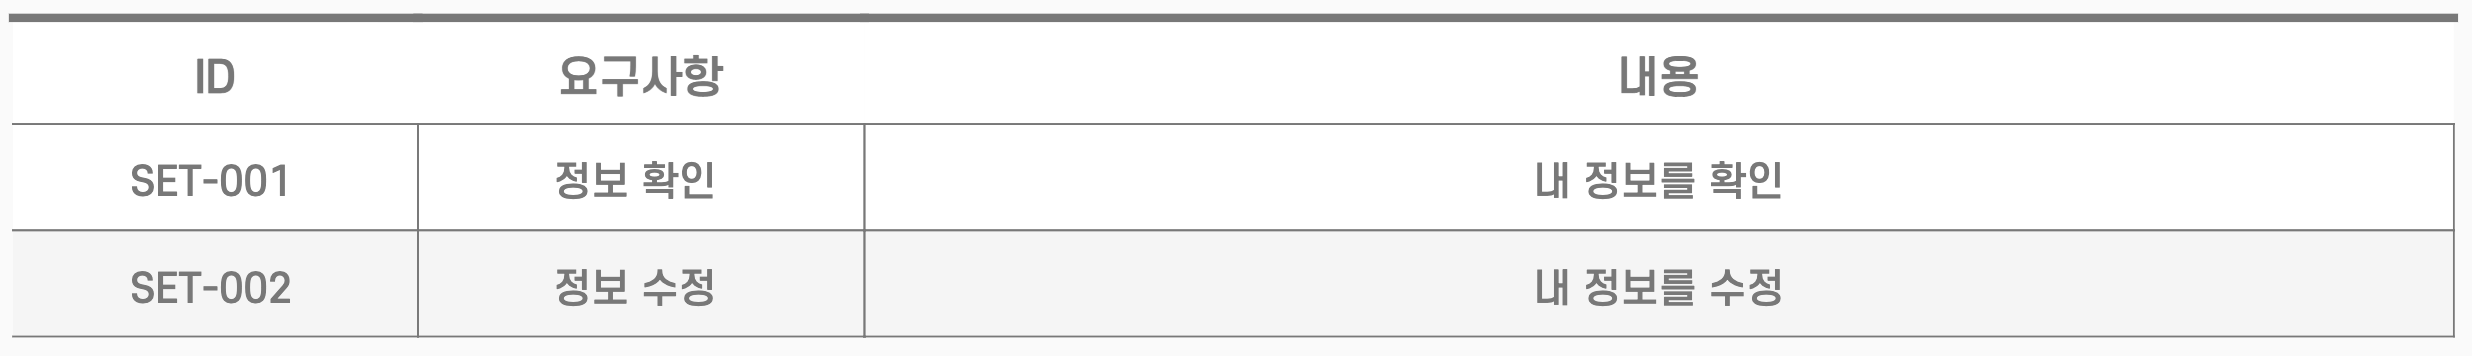 ID 요구사항 내용
SET-001 정보 확인 내 정보를 확인
SET-002 정보 수정 내 정보를 수정